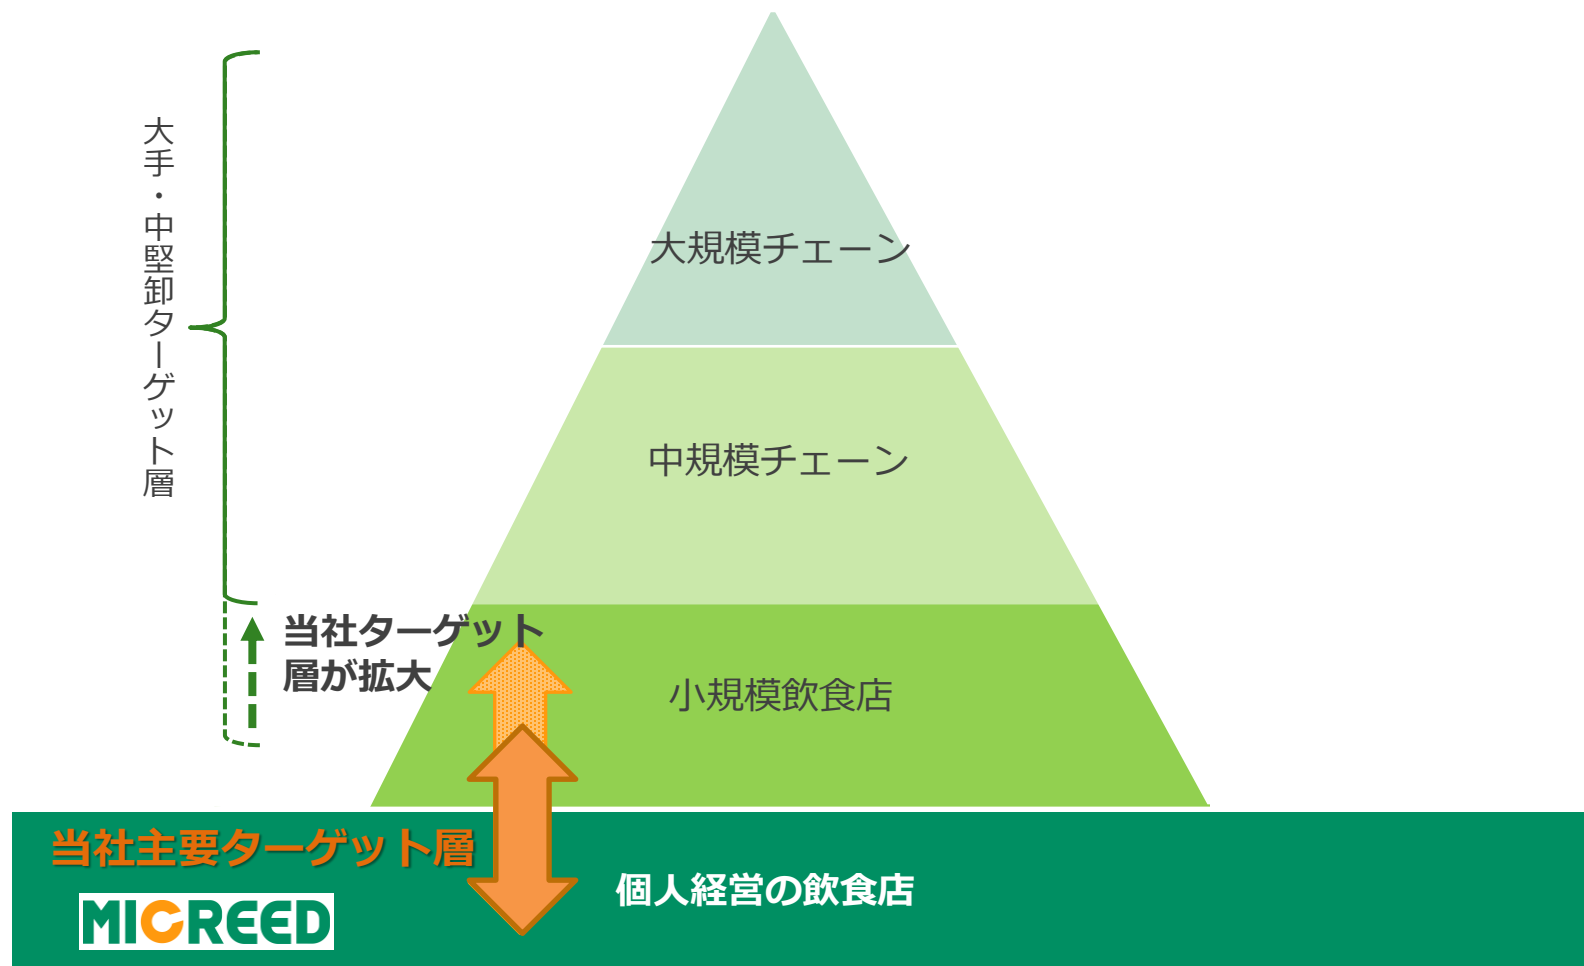 大手・中堅卸ターゲット層
大規模チェーン
中規模チェーン
当社ターゲット
層が拡大
小規模飲食店
当社主要ターゲット層
個人経営の飲食店
MICREED